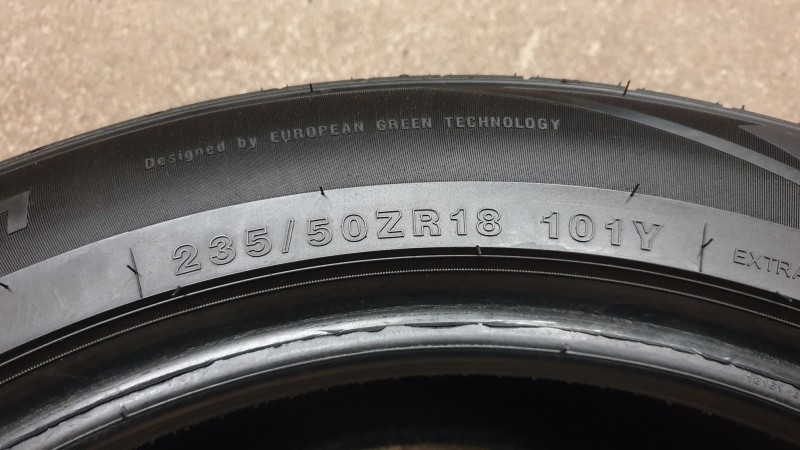 Designed by EUROPEAN GREEN TECHNOLOGY
235/50ZR18 101Y
EXTRA